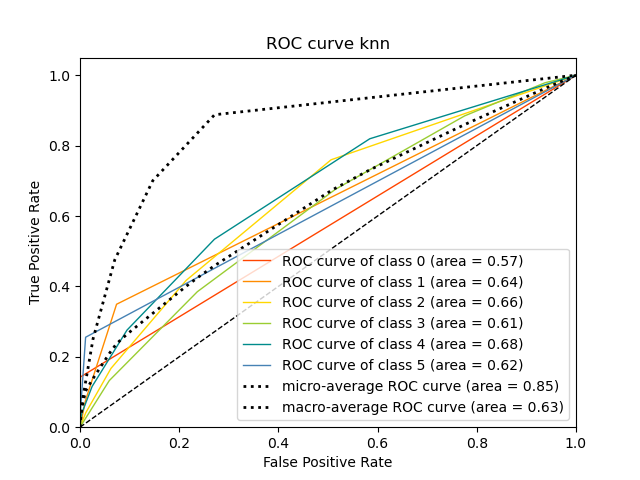 ROC curve knn
True Positive Rate
1.0
0.8
0.6
0.4
0.2
0.0
ROC curve of class 0 (area = 0.57)
ROC curve of class 1 (area = 0.64)
ROC curve of class 2 (area = 0.66)
ROC curve of class 3 (area = 0.61)
ROC curve of class 4 (area = 0.68)
ROC curve of class 5 (area = 0.62)
micro-average ROC curve (area = 0.85)
macro-average ROC curve (area = 0.63)
0.0 0.2 0.4 0.6 0.8 1.0
False Positive Rate